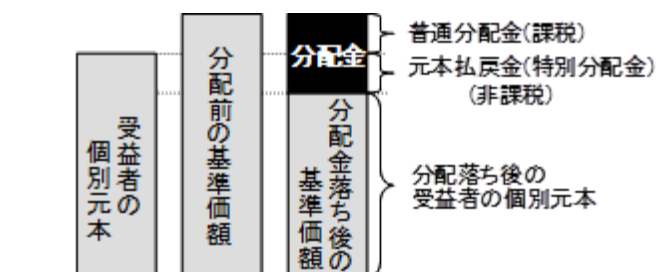 受益者の
個別元本
分配前の基準価額
分配金
分配金落ち後の
基準価額
普通分配金(課税)
元本払戻金(特別分配金)
(非課税)
分配落ち後の
受益者の個別元本